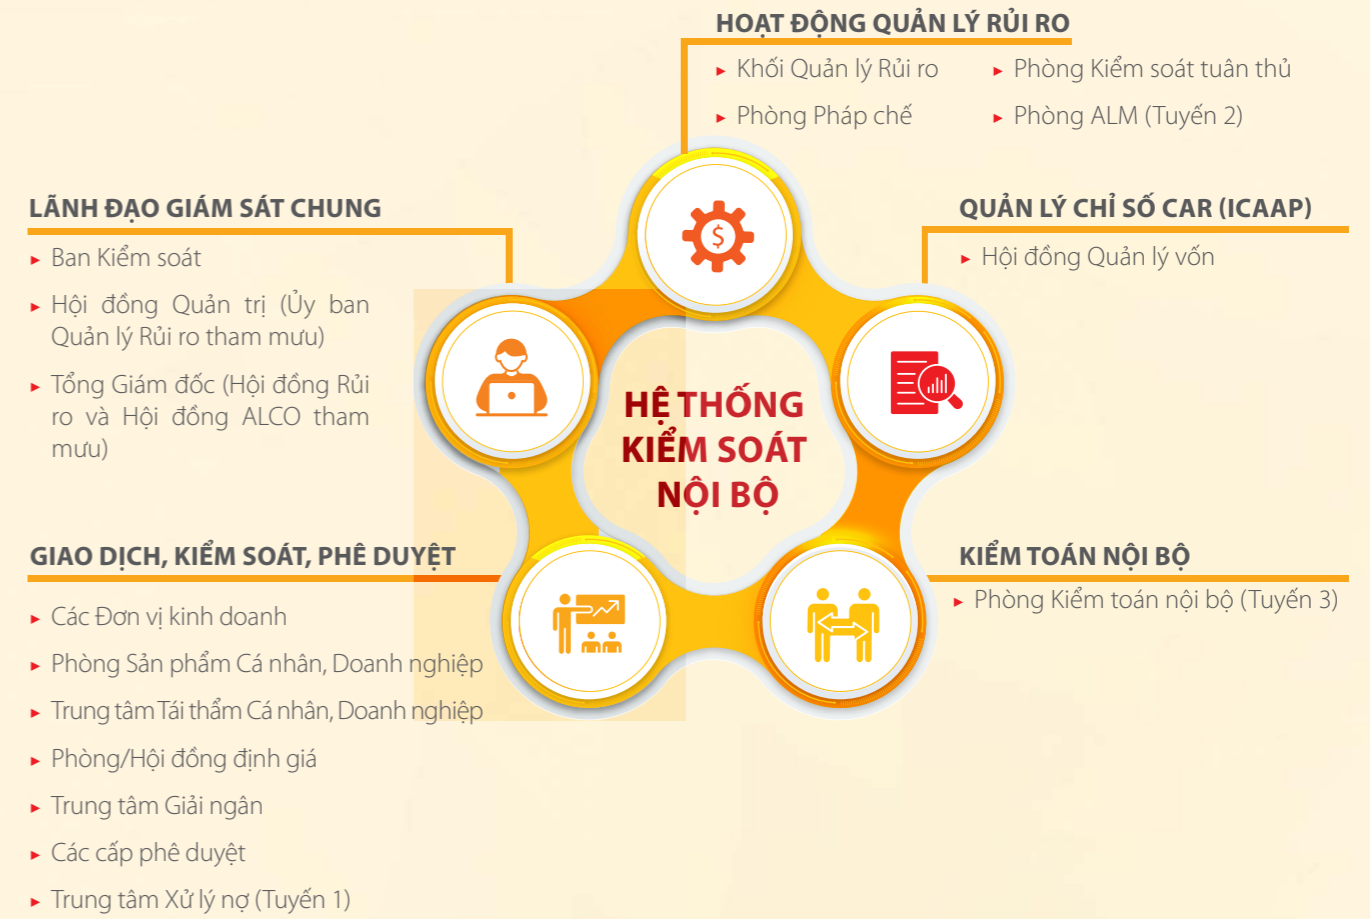 HOẠT ĐỘNG QUẢN LÝ RỦI RO
► Khối Quản lý Rủi ro
► Phòng Pháp chế
► Phòng Kiểm soát tuân thủ
► Phòng ALM (Tuyến 2)
LÃNH ĐẠO GIÁM SÁT CHUNG
► Ban Kiểm soát
► Hội đồng Quản trị (Ủy ban
Quản lý Rủi ro tham mưu)
► Tổng Giám đốc (Hội đồng Rủi
ro và Hội đồng ALCO tham
mưu)
QUẢN LÝ CHỈ SỐ CAR (ICAAP)
► Hội đồng Quản lý vốn
$
HỆ THỐNG
KIỂM SOÁT
NỘI BỘ
GIAO DỊCH, KIỂM SOÁT, PHÊ DUYỆT
► Các Đơn vị kinh doanh
► Phòng Sản phẩm Cá nhân, Doanh nghiệp
► Trung tâm Tái thẩm Cá nhân, Doanh nghiệp
► Phòng/Hội đồng định giá
► Trung tâm Giải ngân
► Các cấp phê duyệt
► Trung tâm Xử lý nợ (Tuyến 1)
KIỂM TOÁN NỘI BỘ
► Phòng Kiểm toán nội bộ (Tuyến 3)